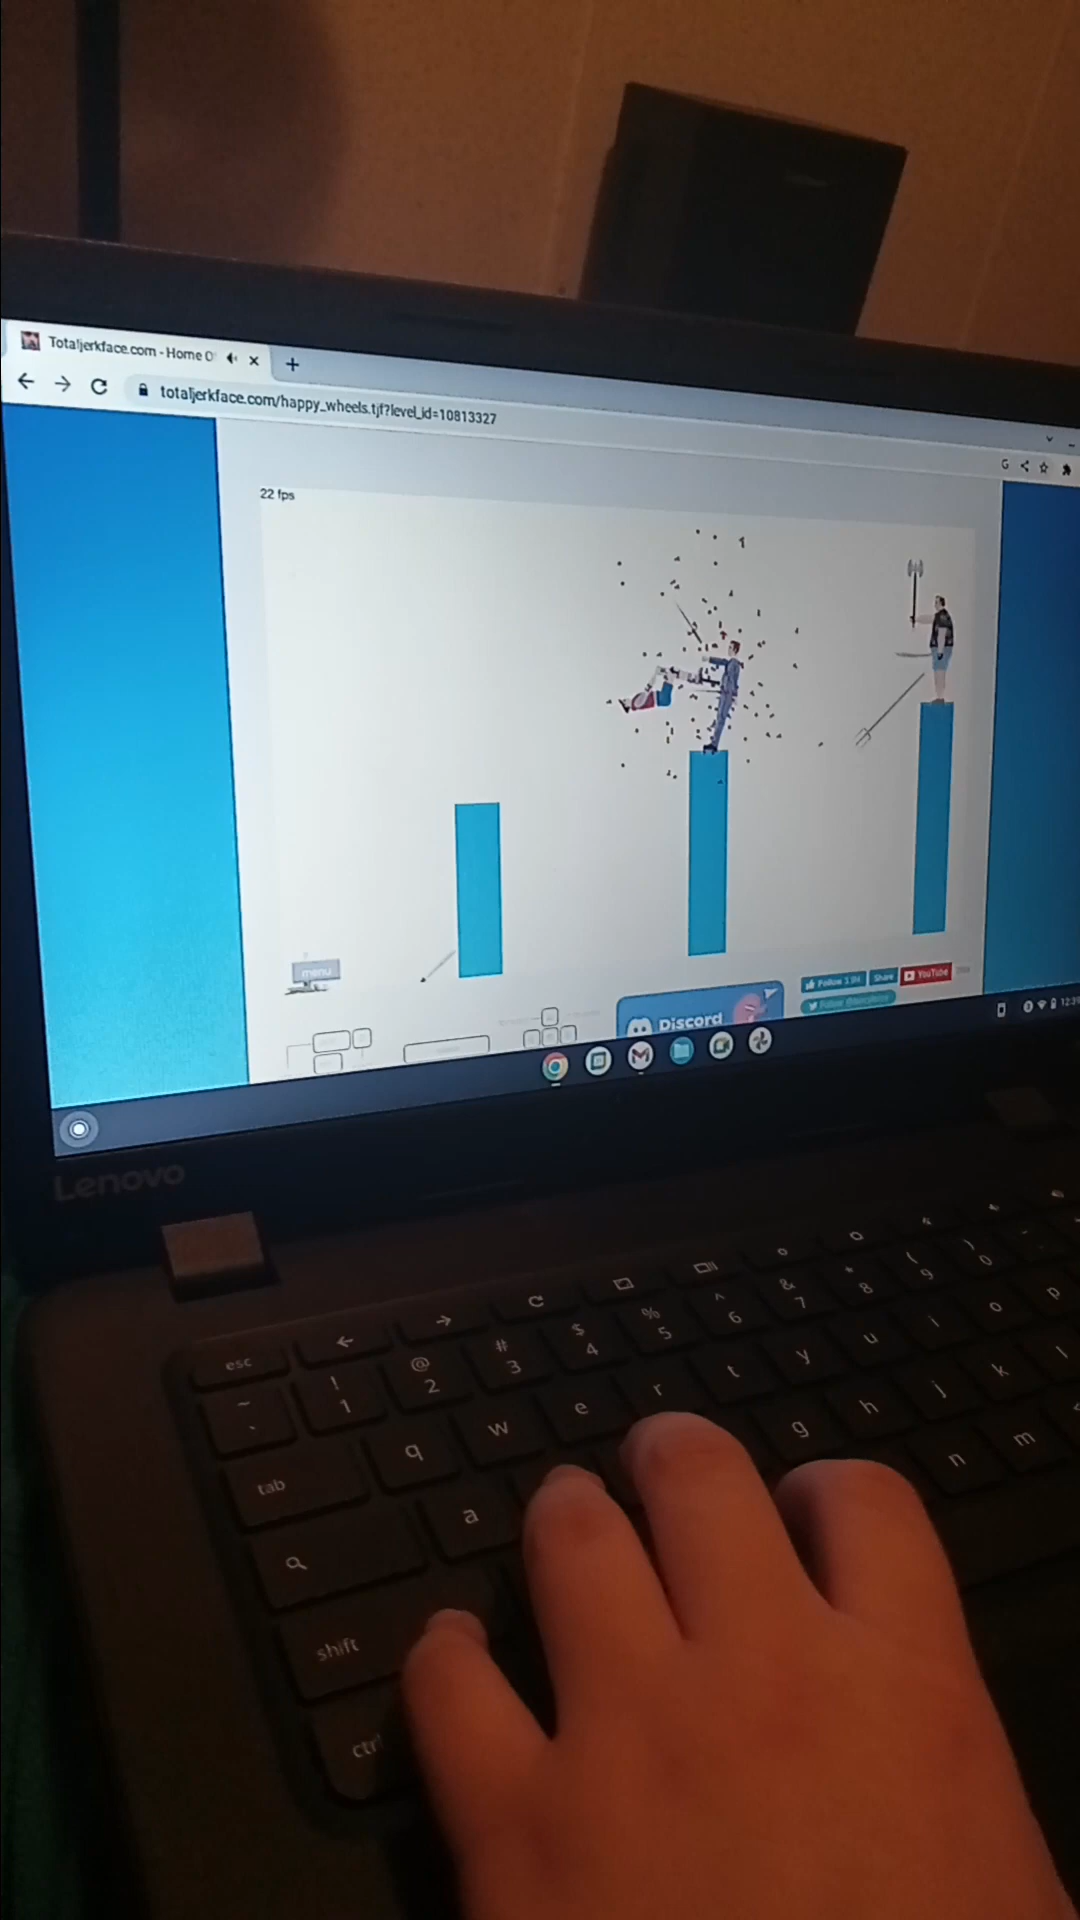 Totaljerkface.com - Home O
totaljerkface.com/happy_wheels.tjf?level_id=10813327
22 fps
menu
Follow
Share
YouTube
Discord
Lenovo
esc
~ ` ! 1 @ 2 # 3 $ 4 % 5 ^ 6 & 7 * 8 ( 9 ) 0
tab q w e r t y u i o p
a g h j k l
shift n m
ctrl